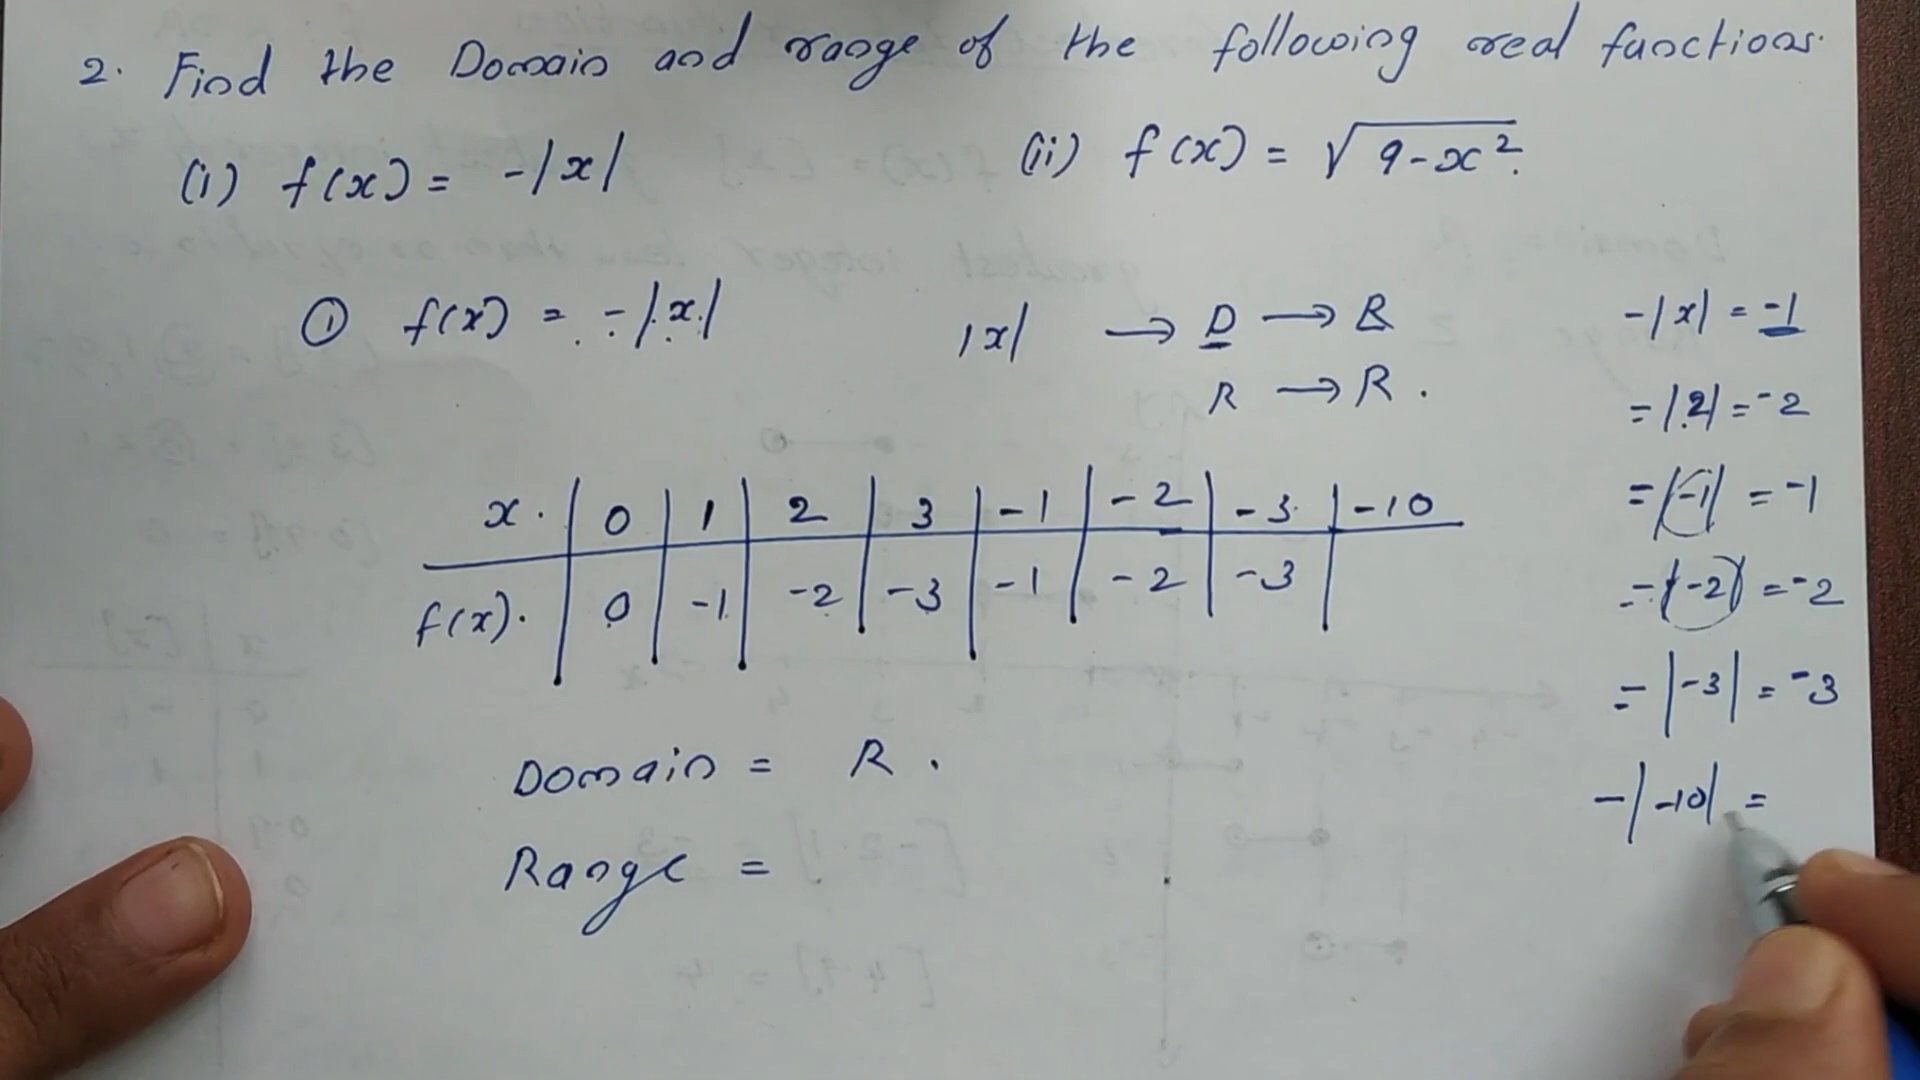 2. Find the Domain and range of the following real functions.
(i) f(x) = -|x|
(ii) f(x) = √9-x².
① f(x) = -|x|
|x| → D → R
R → R.
x. | 0 | 1 | 2 | 3 | -1 | -2 | -3 | -10
f(x). | 0 | -1 | -2 | -3 | -1 | -2 | -3 |
Domain = R.
Range =
-|x| = -1
=|2| = -2
-|-1| = -1
-|-2| = -2
-|-3| = -3
-|-10| =